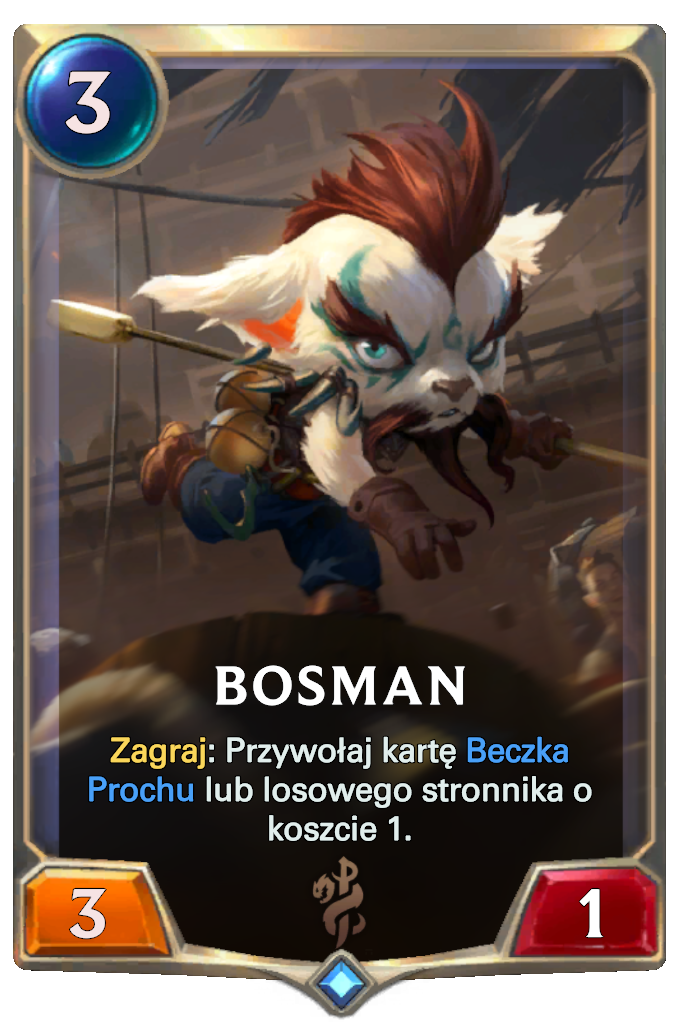 3
BOSMAN
Zagraj: Przywołaj kartę Beczka
Prochu lub losowego stronnika o
koszcie 1.
3
1